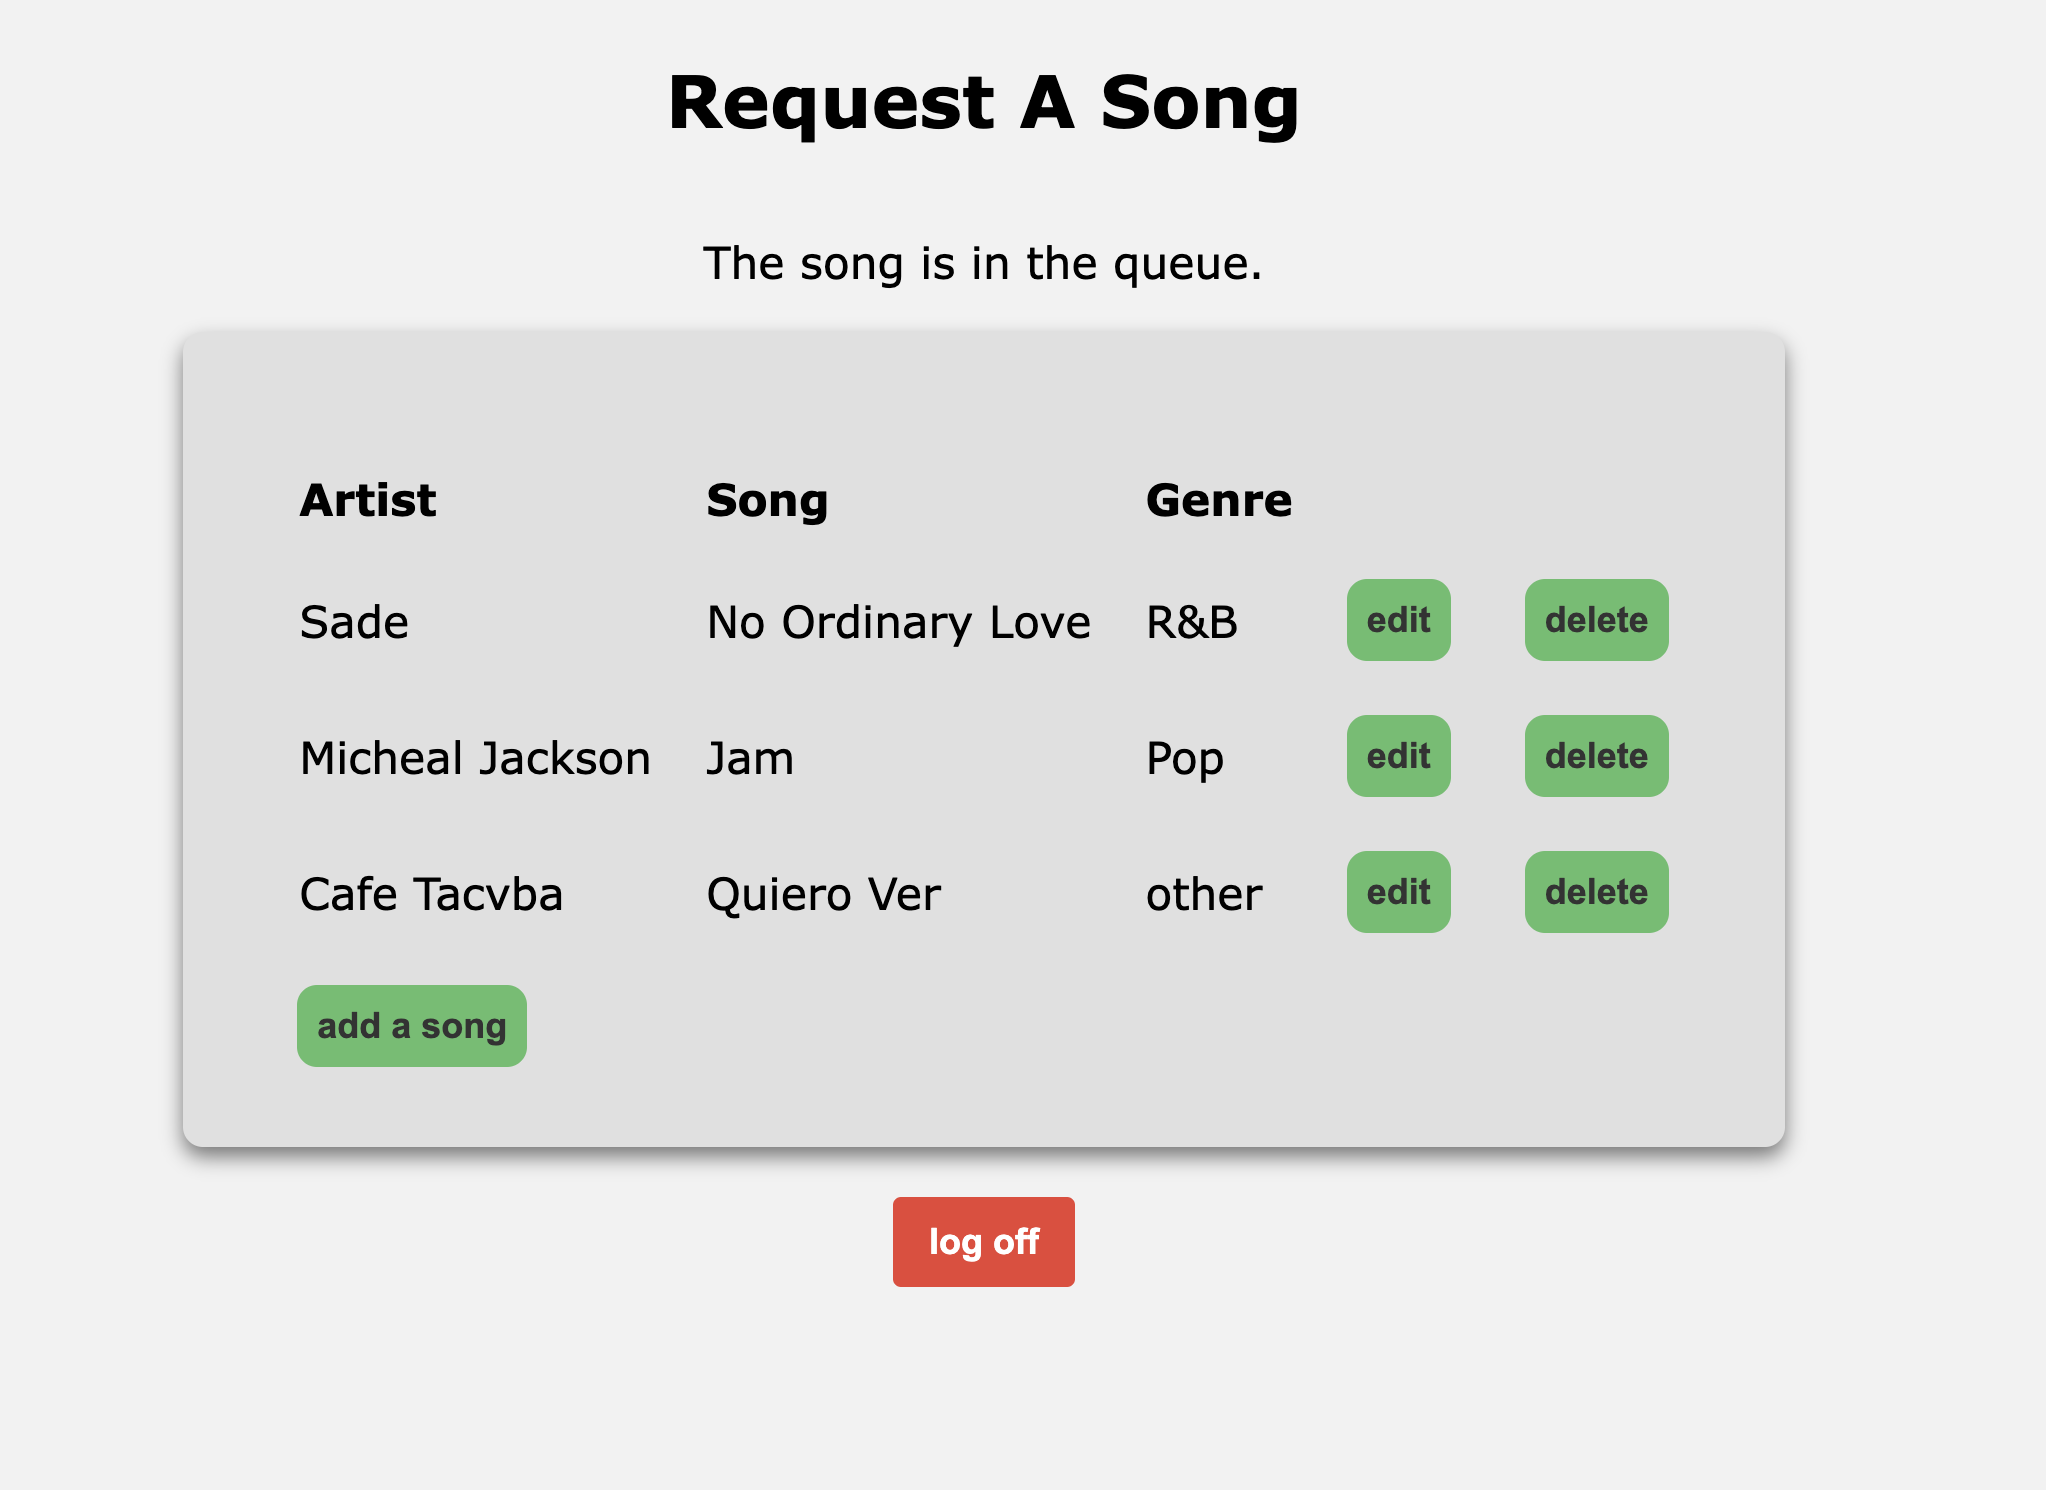 Request A Song
The song is in the queue.
Artist Song Genre
Sade No Ordinary Love R&B edit delete
Micheal Jackson Jam Pop edit delete
Cafe Tacvba Quiero Ver other edit delete
add a song
log off